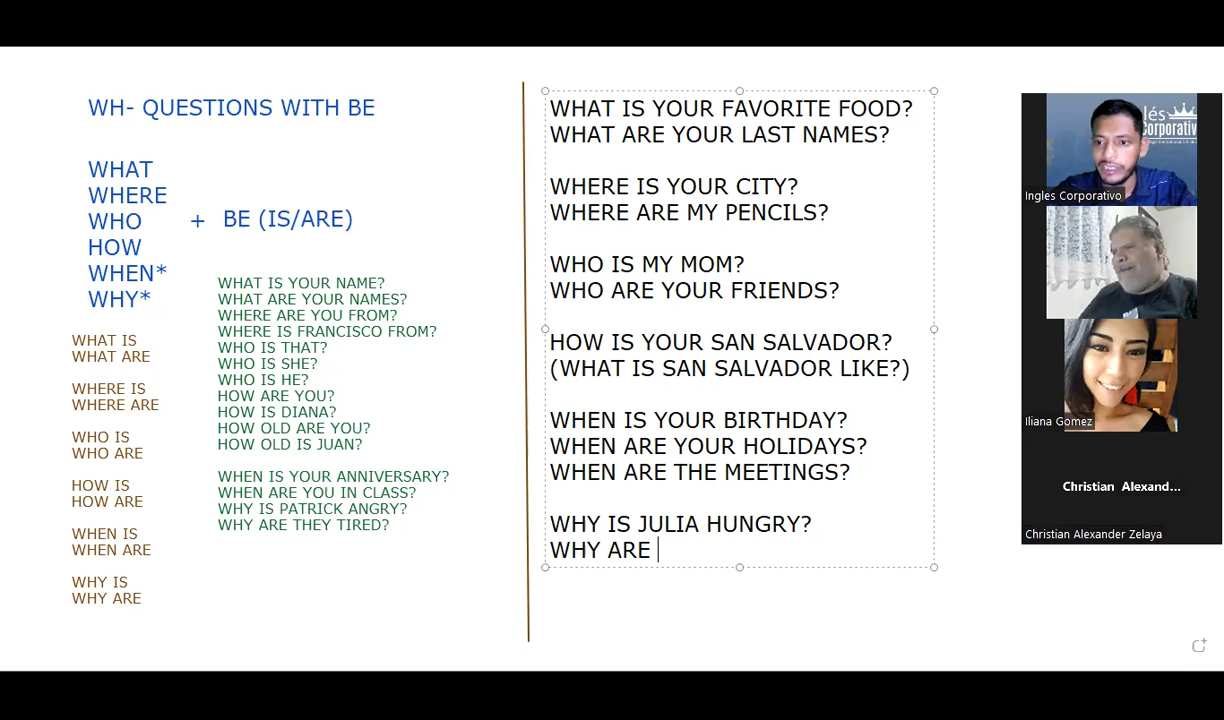 WH- QUESTIONS WITH BE
WHAT
WHERE
WHO
HOW
WHEN*
WHY*
+ BE (IS/ARE)
WHAT IS
WHAT ARE
WHERE IS
WHERE ARE
WHO IS
WHO ARE
HOW IS
HOW ARE
WHEN IS
WHEN ARE
WHY IS
WHY ARE
WHAT IS YOUR NAME?
WHAT ARE YOUR NAMES?
WHERE ARE YOU FROM?
WHERE IS FRANCISCO FROM?
WHO IS THAT?
WHO IS SHE?
WHO IS HE?
HOW ARE YOU?
HOW IS DIANA?
HOW OLD ARE YOU?
HOW OLD IS JUAN?
WHEN IS YOUR ANNIVERSARY?
WHEN ARE YOU IN CLASS?
WHY IS PATRICK ANGRY?
WHY ARE THEY TIRED?
WHAT IS YOUR FAVORITE FOOD?
WHAT ARE YOUR LAST NAMES?
WHERE IS YOUR CITY?
WHERE ARE MY PENCILS?
WHO IS MY MOM?
WHO ARE YOUR FRIENDS?
HOW IS YOUR SAN SALVADOR?
(WHAT IS SAN SALVADOR LIKE?)
WHEN IS YOUR BIRTHDAY?
WHEN ARE YOUR HOLIDAYS?
WHEN ARE THE MEETINGS?
WHY IS JULIA HUNGRY?
WHY ARE
lés
Corporativ
Ingles Corporativo
Iliana Gomez
Christian Alexand...
Christian Alexander Zelaya